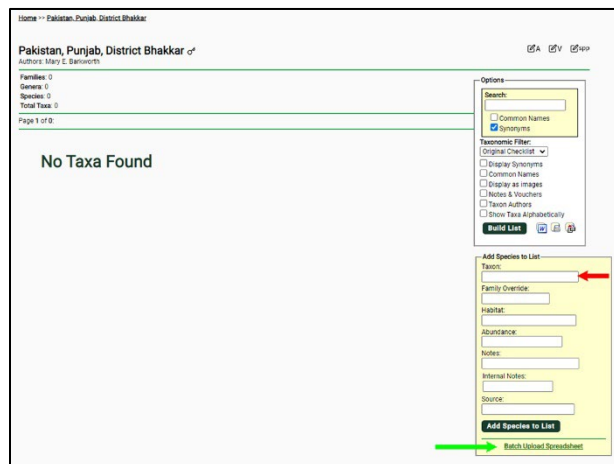 Home >> Pakistan, Punjab, District Bhakkar
Pakistan, Punjab, District Bhakkar
A V SPP
Authors: Mary E. Barkworth
Families: 0
Genera: 0
Species: 0
Total Taxa: 0
Page 1 of 0:
No Taxa Found
Options
Search:
Common Names
Synonyms
Taxonomic Filter:
Original Checklist
Display Synonyms
Common Names
Display as Images
Notes & Vouchers
Taxon Authors
Show Taxa Alphabetically
Build List
Add Species to List
Taxon:
Family Override:
Habitat:
Abundance:
Notes:
Internal Notes:
Source:
Add Species to List
Batch Upload Spreadsheet